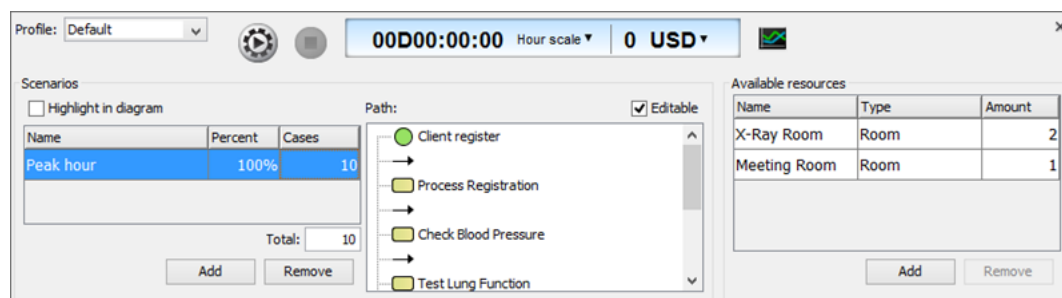 Profile: Default
00D00:00:00 Hour scale 0 USD
Scenarios
Highlight in diagram
Name Percent Cases
Peak hour 100% 10
Total: 10
Add Remove
Path: Editable
Client register
Process Registration
Check Blood Pressure
Test Lung Function
Available resources
Name Type Amount
X-Ray Room Room 2
Meeting Room Room 1
Add Remove